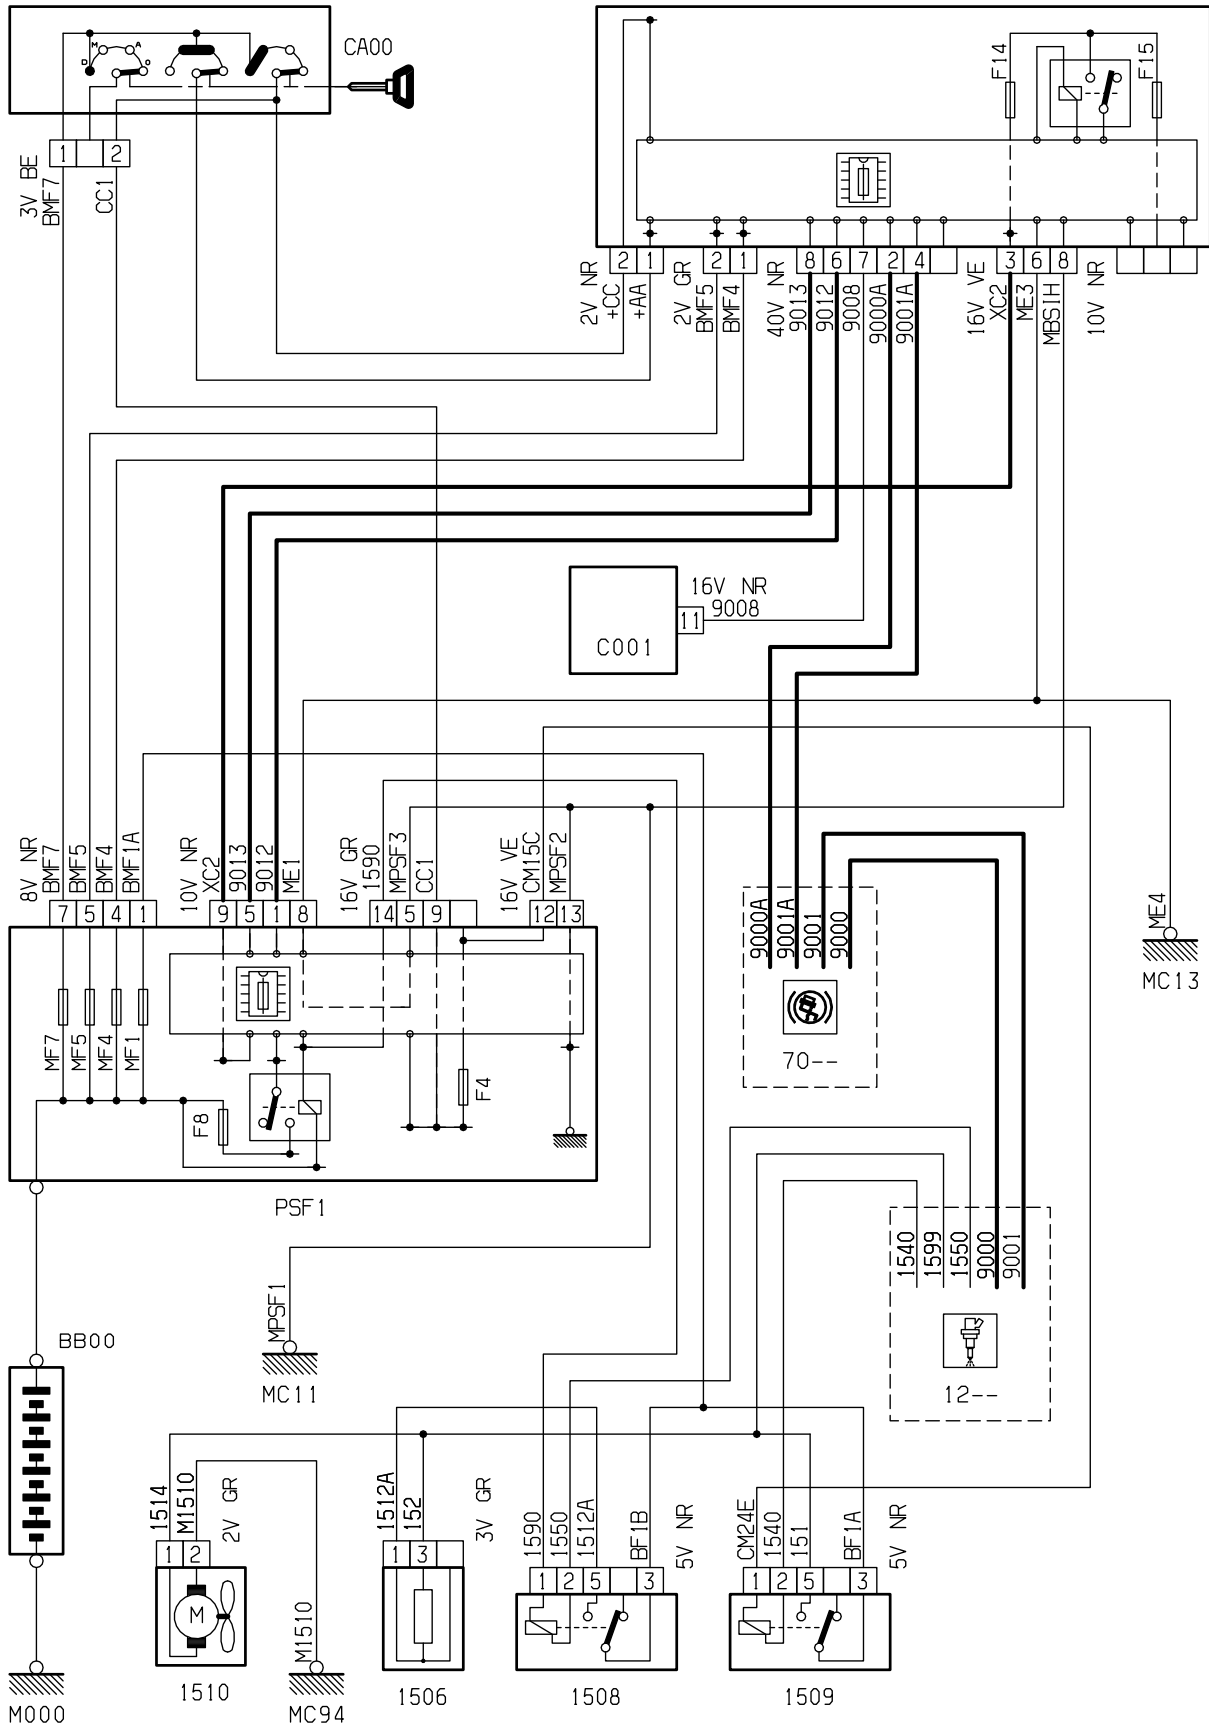 CA00
M
A
D
O
1
2
3V BE
BMF7
CC1
F14
F15
2
1
2
1
8
6
7
2
4
3
6
8
2V NR
+CC
+AA
2V GR
BMF5
BMF4
40V NR
9013
9012
9008
9000A
9001A
16V VE
XC2
ME3
MBSIH
10V NR
16V NR
9008
11
C001
8V NR
BMF7
BMF5
BMF4
BMF1A
10V NR
XC2
9013
9012
ME1
16V GR
1590
MPSF3
CC1
16V VE
CM15C
MPSF2
7
5
4
1
9
5
1
8
14
5
9
12
13
MF7
MF5
MF4
MF1
F8
F4
PSF1
9000A
9001A
9001
9000
70--
ME4
MC13
1540
1599
1550
9000
9001
12--
MPSF1
MC11
BB00
M000
1514
M1510
2V GR
1
2
M
1510
M1510
MC94
1512A
152
3V GR
1
3
1506
1590
1550
1512A
BF1B
5V NR
1
2
5
3
1508
CM24E
1540
151
BF1A
5V NR
1
2
5
3
1509